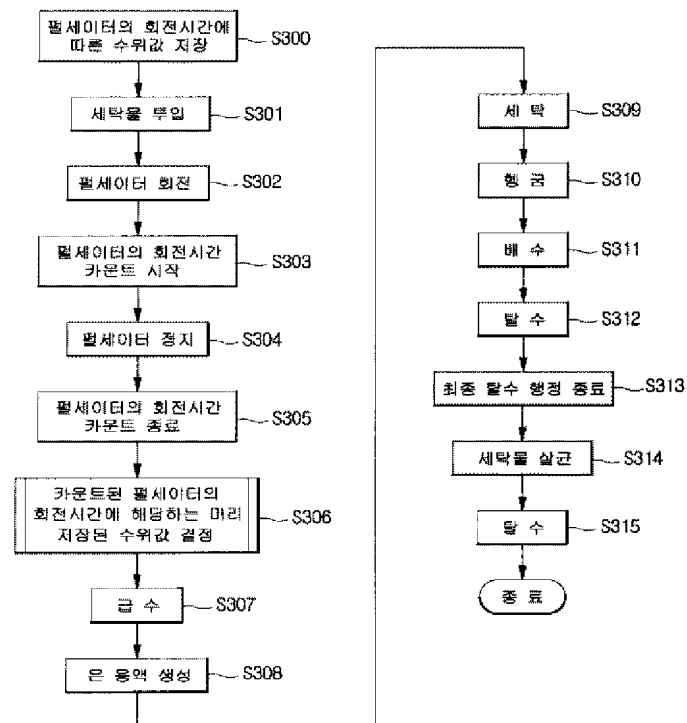 펄세이터의 회전시간에
따른 수위값 저장
S300
세탁물 투입
S301
펄세이터 회전
S302
펄세이터의 회전시간
카운트 시작
S303
펄세이터 정지
S304
펄세이터의 회전시간
카운트 종료
S305
카운트된 펄세이터의
회전시간에 해당하는 미리
저장된 수위값 결정
S306
급 수
S307
은 용액 생성
S308
세 탁
S309
헹 굼
S310
배 수
S311
탈 수
S312
최종 탈수 행정 종료
S313
세탁물 살균
S314
탈 수
S315
종 료